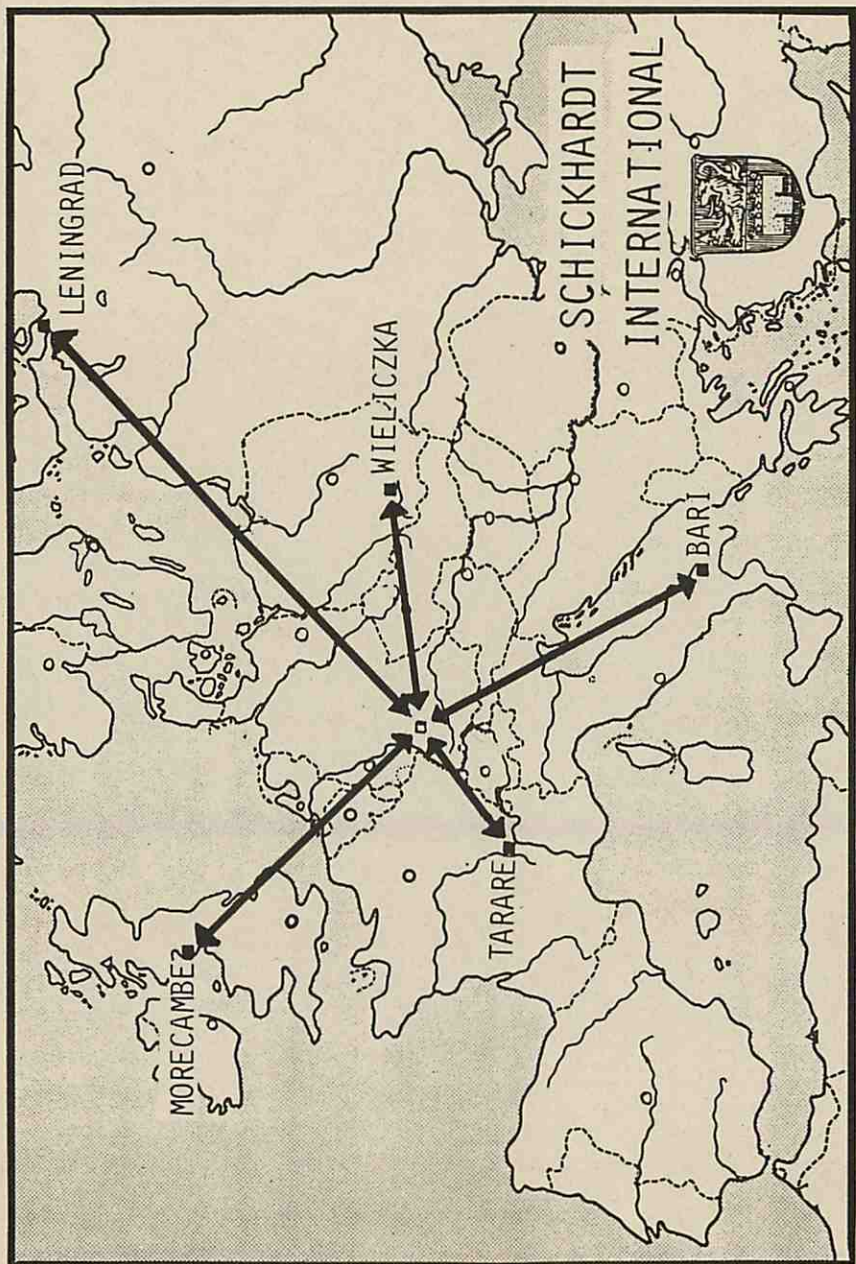 LENINGRAD
MORECAMBE
WIELICZKA
TARARE
SCHICKHARDT
INTERNATIONAL
BARI